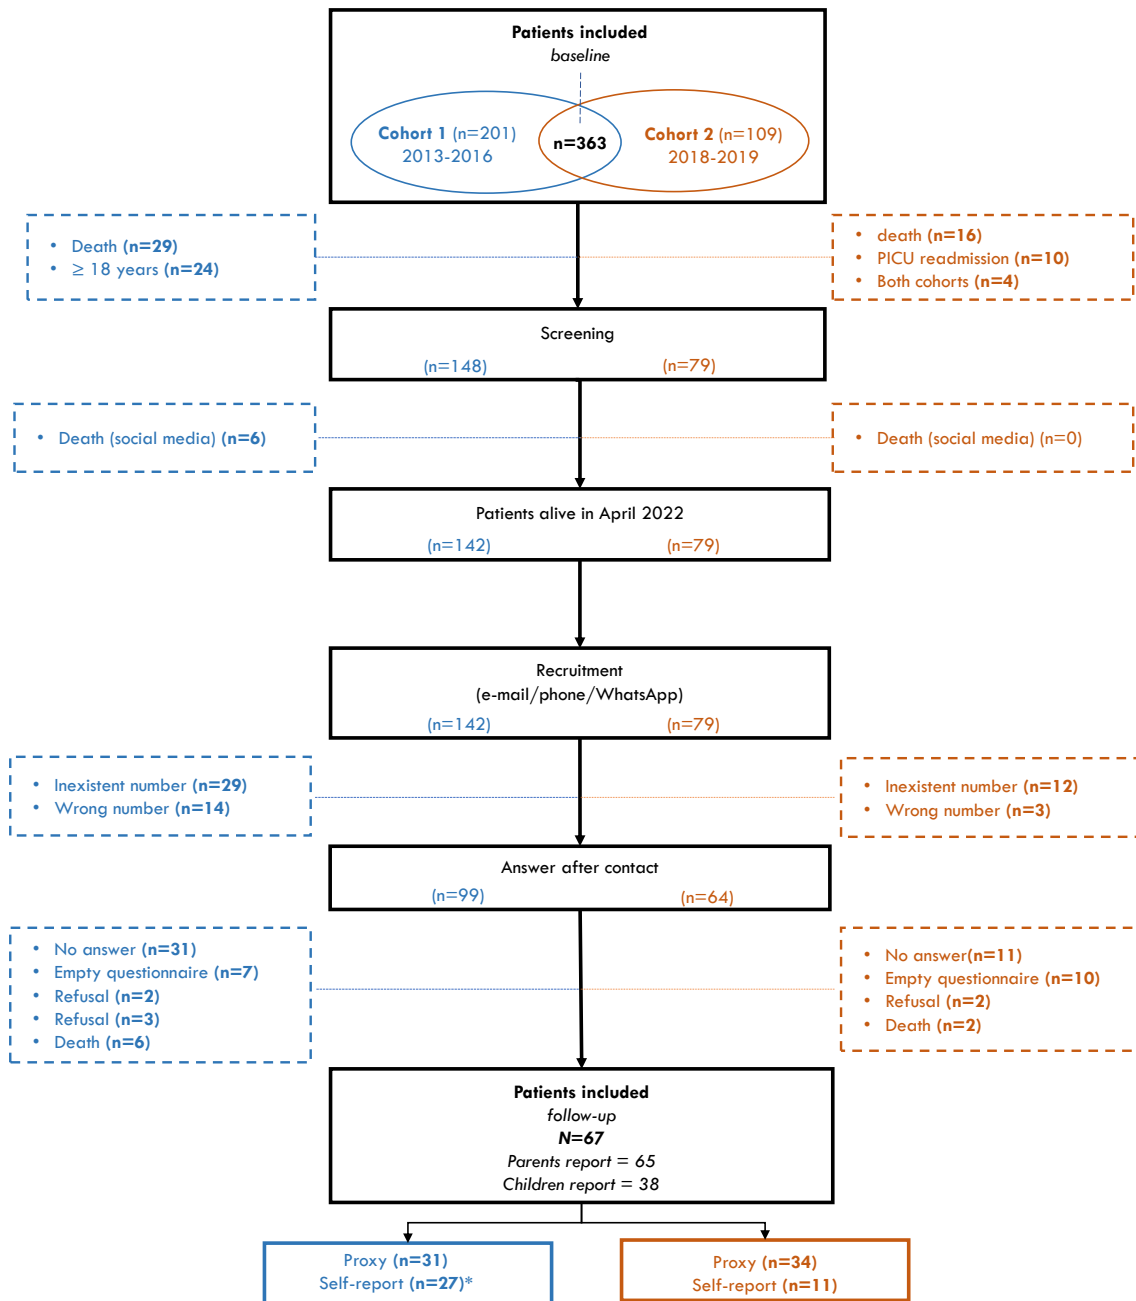 Patients included
baseline
Cohort 1 (n=201)
2013-2016
n=363
Cohort 2 (n=109)
2018-2019
• Death (n=29)
• ≥ 18 years (n=24)
• death (n=16)
• PICU readmission (n=10)
• Both cohorts (n=4)
Screening
(n=148) (n=79)
• Death (social media) (n=6)
• Death (social media) (n=0)
Patients alive in April 2022
(n=142) (n=79)
Recruitment
(e-mail/phone/WhatsApp)
(n=142) (n=79)
• Inexistent number (n=29)
• Wrong number (n=14)
• Inexistent number (n=12)
• Wrong number (n=3)
Answer after contact
(n=99) (n=64)
• No answer (n=31)
• Empty questionnaire (n=7)
• Refusal (n=2)
• Refusal (n=3)
• Death (n=6)
• No answer(n=11)
• Empty questionnaire (n=10)
• Refusal (n=2)
• Death (n=2)
Patients included
follow-up
N=67
Parents report = 65
Children report = 38
Proxy (n=31)
Self-report (n=27)*
Proxy (n=34)
Self-report (n=11)